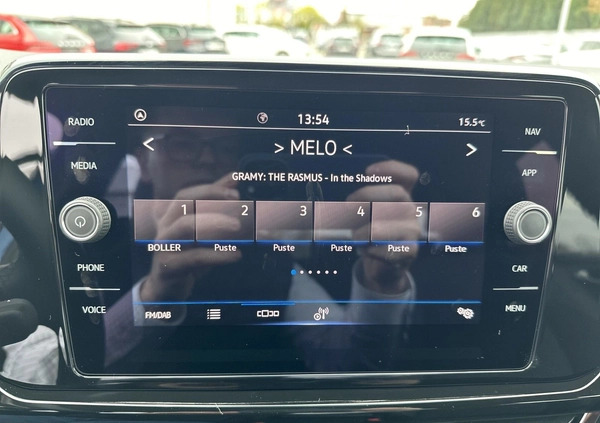 RADIO
13:54
15.5°C
NAV
< > MELO < >
MEDIA
APP
GRAMY: THE RASMUS - In the Shadows
1 2 3 4 5 6
BOLLER Puste Puste Puste Puste Puste
PHONE
CAR
VOICE
MENU
FM/DAB